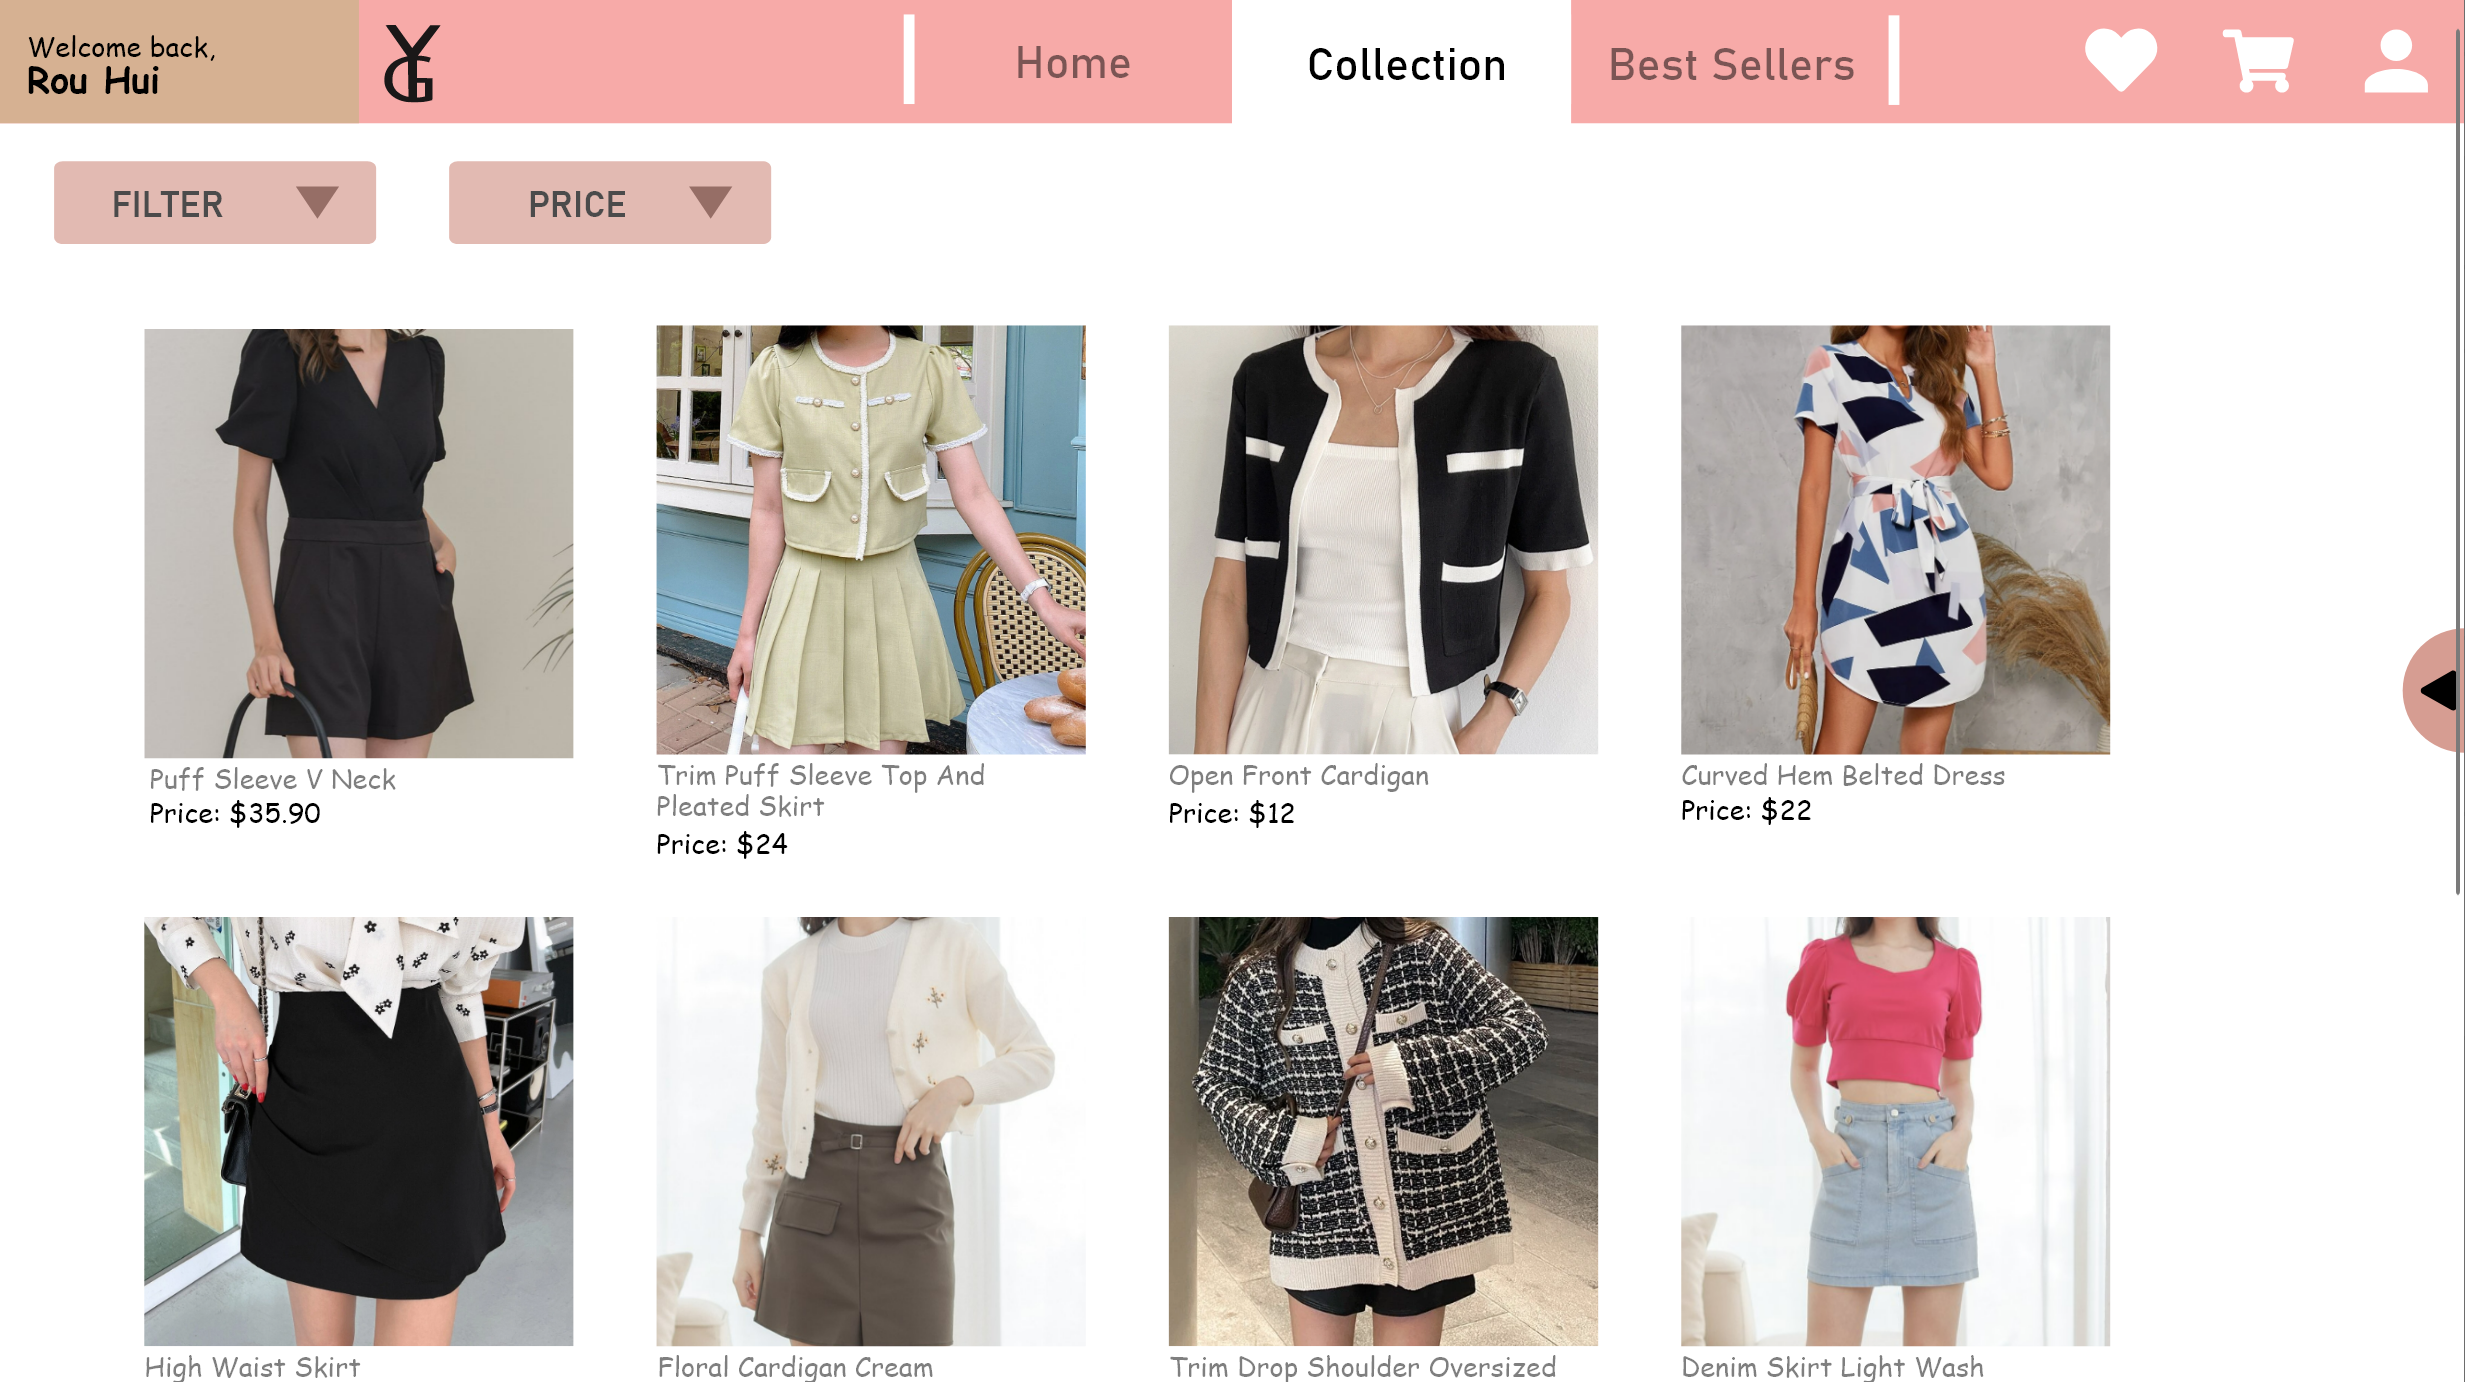 Welcome back,
Rou Hui
YG
Home
Collection
Best Sellers
FILTER
PRICE
Puff Sleeve V Neck
Price: $35.90
Trim Puff Sleeve Top And
Pleated Skirt
Price: $24
Open Front Cardigan
Price: $12
Curved Hem Belted Dress
Price: $22
High Waist Skirt
Floral Cardigan Cream
Trim Drop Shoulder Oversized
Denim Skirt Light Wash